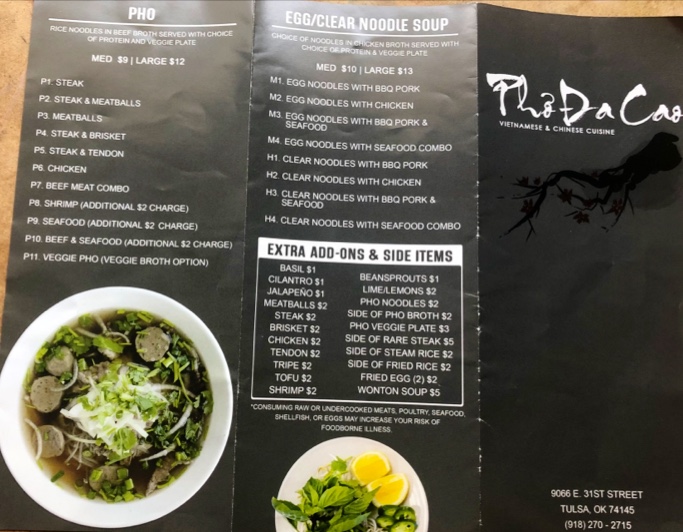 PHO
RICE NOODLES IN BEEF BROTH SERVED WITH CHOICE
OF PROTEIN AND VEGGIE PLATE
MED $9 | LARGE $12
P1. STEAK
P2. STEAK & MEATBALLS
P3. MEATBALLS
P4. STEAK & BRISKET
P5. STEAK & TENDON
P6. CHICKEN
P7. BEEF MEAT COMBO
P8. SHRIMP (ADDITIONAL $2 CHARGE)
P9. SEAFOOD (ADDITIONAL $2 CHARGE)
P10. BEEF & SEAFOOD (ADDITIONAL $2 CHARGE)
P11. VEGGIE PHO (VEGGIE BROTH OPTION)
EGG/CLEAR NOODLE SOUP
CHOICE OF NOODLES IN CHICKEN BROTH SERVED WITH
CHOICE OF PROTEIN & VEGGIE PLATE
MED $10 | LARGE $13
M1. EGG NOODLES WITH BBQ PORK
M2. EGG NOODLES WITH CHICKEN
M3. EGG NOODLES WITH BBQ PORK &
SEAFOOD
M4. EGG NOODLES WITH SEAFOOD COMBO
H1. CLEAR NOODLES WITH BBQ PORK
H2. CLEAR NOODLES WITH CHICKEN
H3. CLEAR NOODLES WITH BBQ PORK &
SEAFOOD
H4. CLEAR NOODLES WITH SEAFOOD COMBO
EXTRA ADD-ONS & SIDE ITEMS
BASIL $1
CILANTRO $1
JALAPEÑO $1
MEATBALLS $2
STEAK $2
BRISKET $2
CHICKEN $2
TENDON $2
TRIPE $2
TOFU $2
SHRIMP $2
BEANSPROUTS $1
LIME/LEMONS $2
PHO NOODLES $2
SIDE OF PHO BROTH $2
PHO VEGGIE PLATE $3
SIDE OF RARE STEAK $5
SIDE OF STEAM RICE $2
SIDE OF FRIED RICE $2
FRIED EGG (2) $2
WONTON SOUP $5
*CONSUMING RAW OR UNDERCOOKED MEATS, POULTRY, SEAFOOD,
SHELLFISH, OR EGGS MAY INCREASE YOUR RISK OF
FOODBORNE ILLNESS
Phở Da Cao
VIETNAMESE & CHINESE CUISINE
9066 E. 31ST STREET
TULSA, OK 74145
(918) 270 - 2715